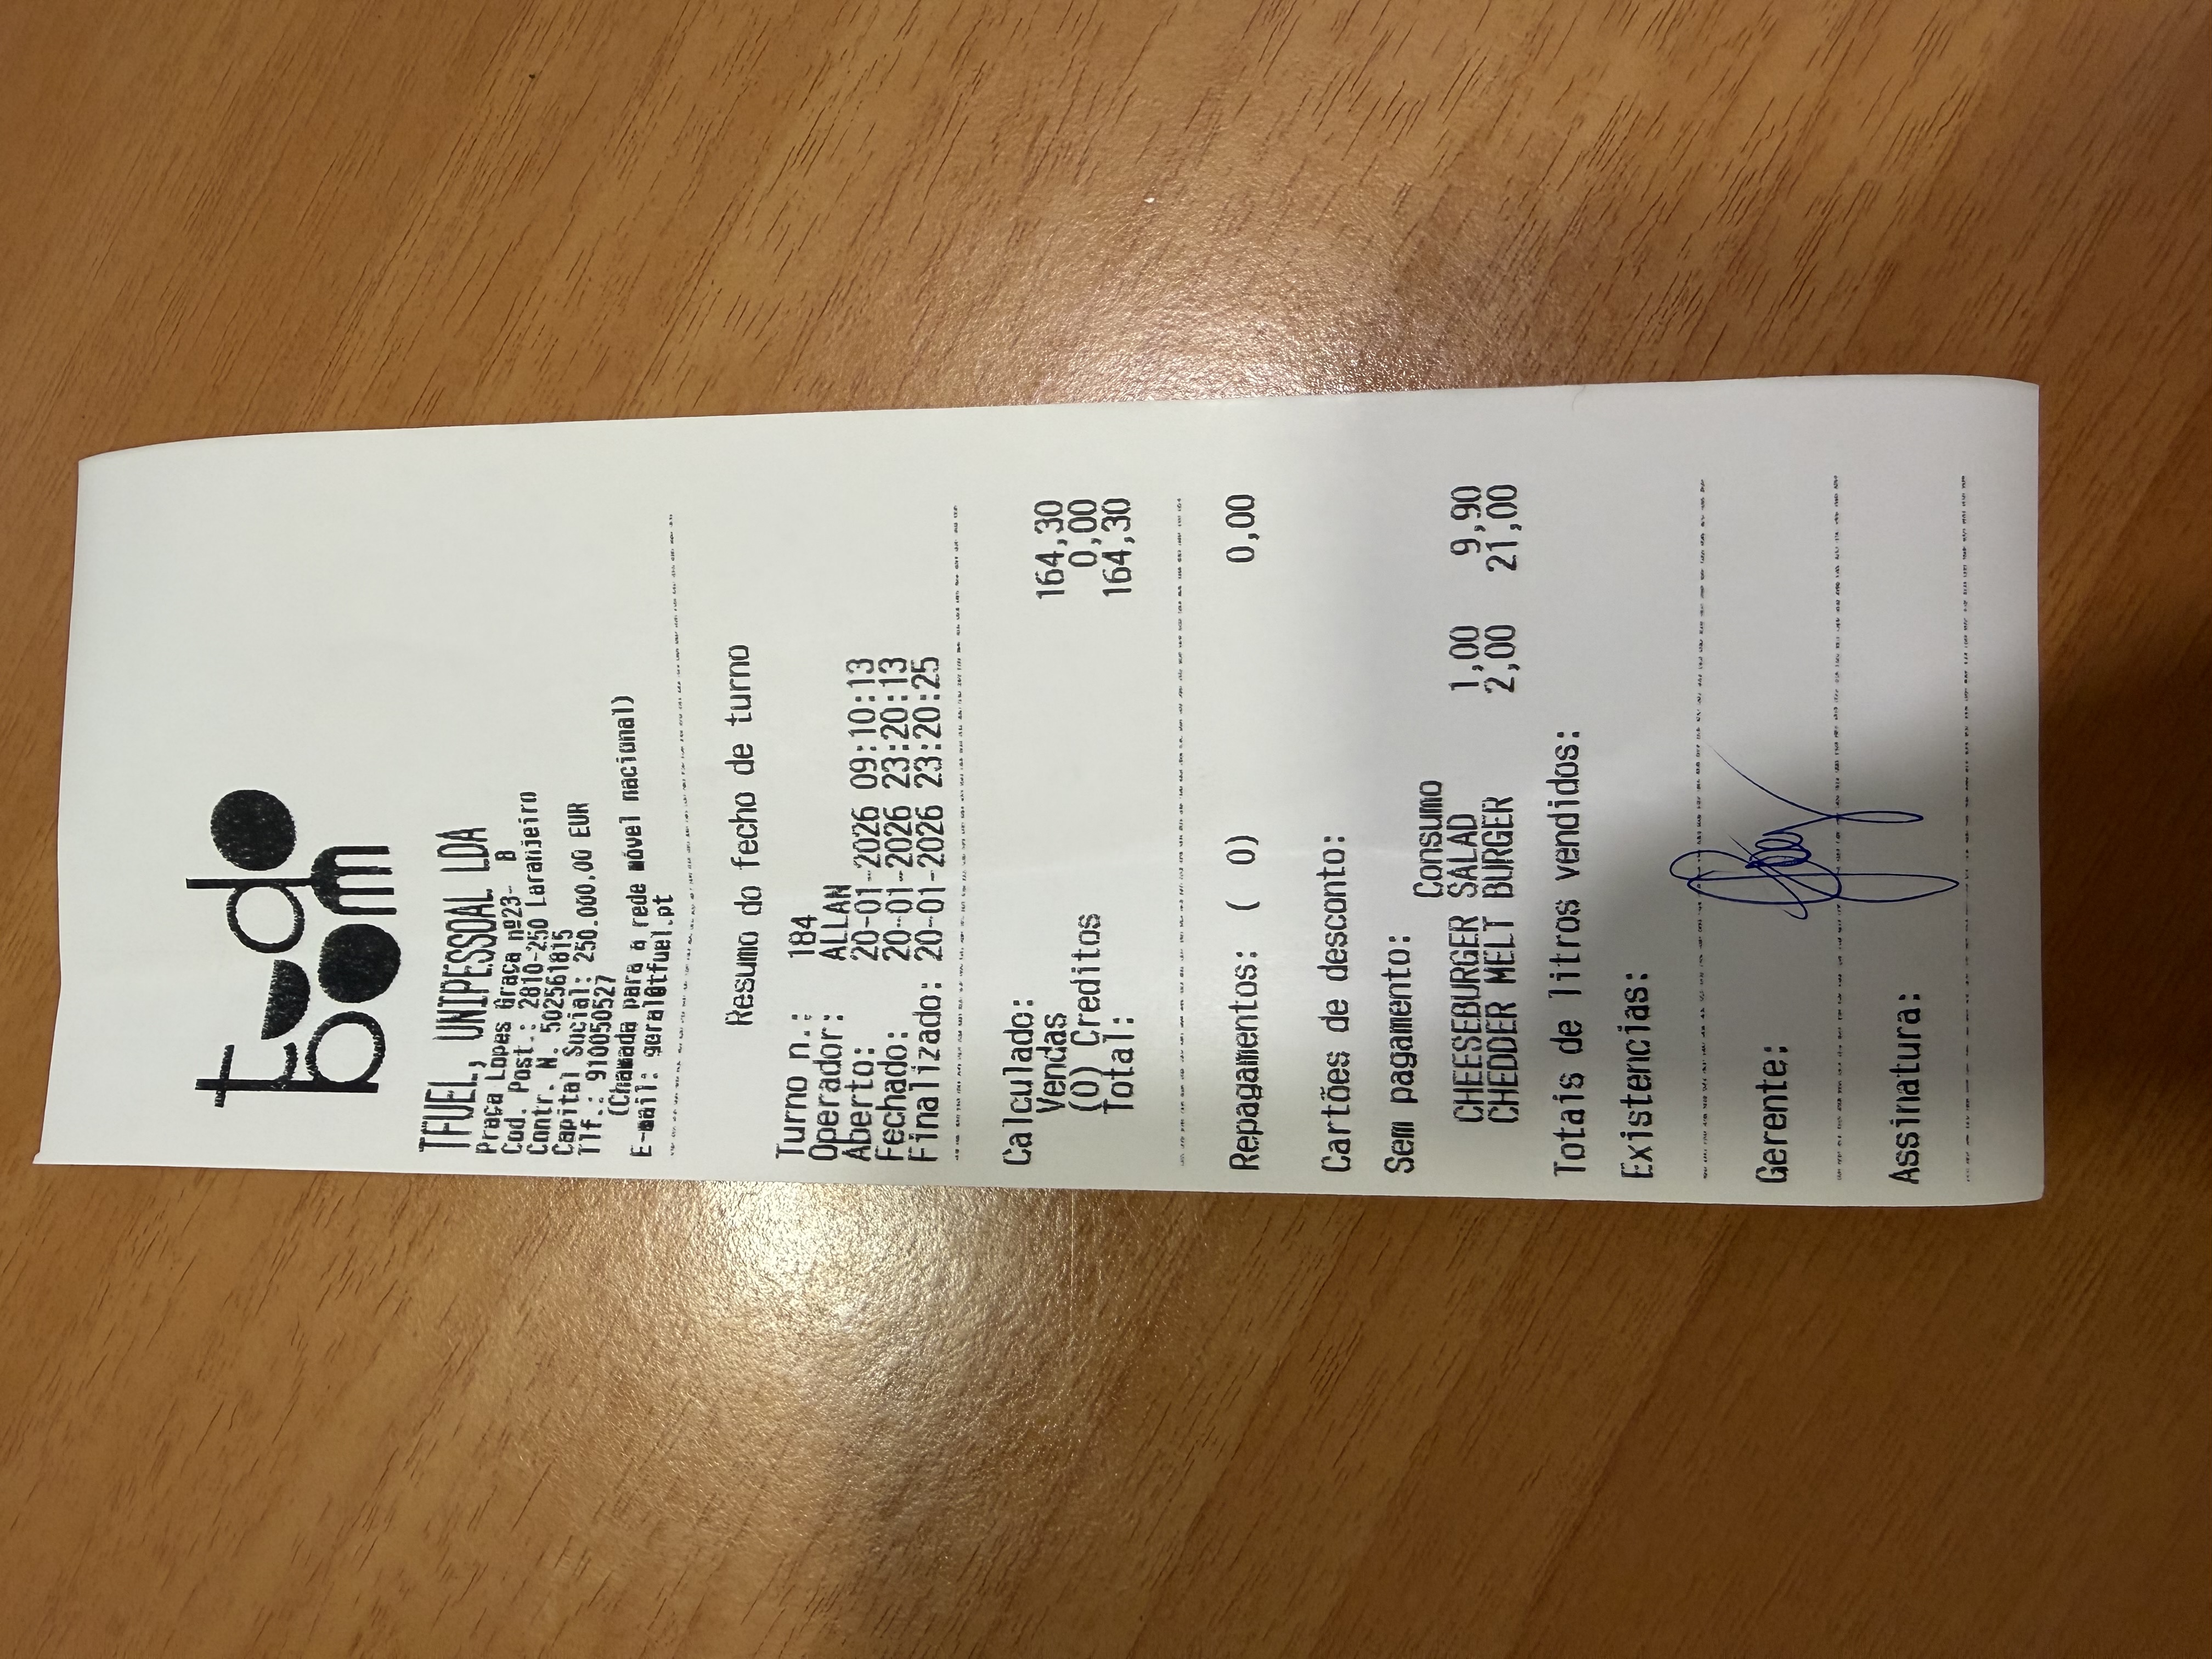 tudo
bom
TFUEL, UNIPESSOAL LDA
Praça Lopes Graça nº23- B
Cod. Post.: 2810-250 Laranjeiro
Contr. N. 502561815
Capital Social: 250.000,00 EUR
Tlf.: 9100500527
(Chamada para a rede móvel nacional)
E-mail: geral@tfuel.pt
Resumo do fecho de turno
Turno n.: 184
Operador: ALLAN
Aberto: 20-01-2026 09:10:13
Fechado: 20-01-2026 23:20:13
Finalizado: 20-01-2026 23:20:25
Calculado:
Vendas 164,30
(0) Creditos 0,00
Total: 164,30
Repagamentos: ( 0) 0,00
Cartões de desconto:
Sem pagamento:
Consumo
CHEESEBURGER SALAD 1,00 9,90
CHEDDER MELT BURGER 2,00 21,00
Totais de litros vendidos:
Existencias:
Gerente:
Assinatura: